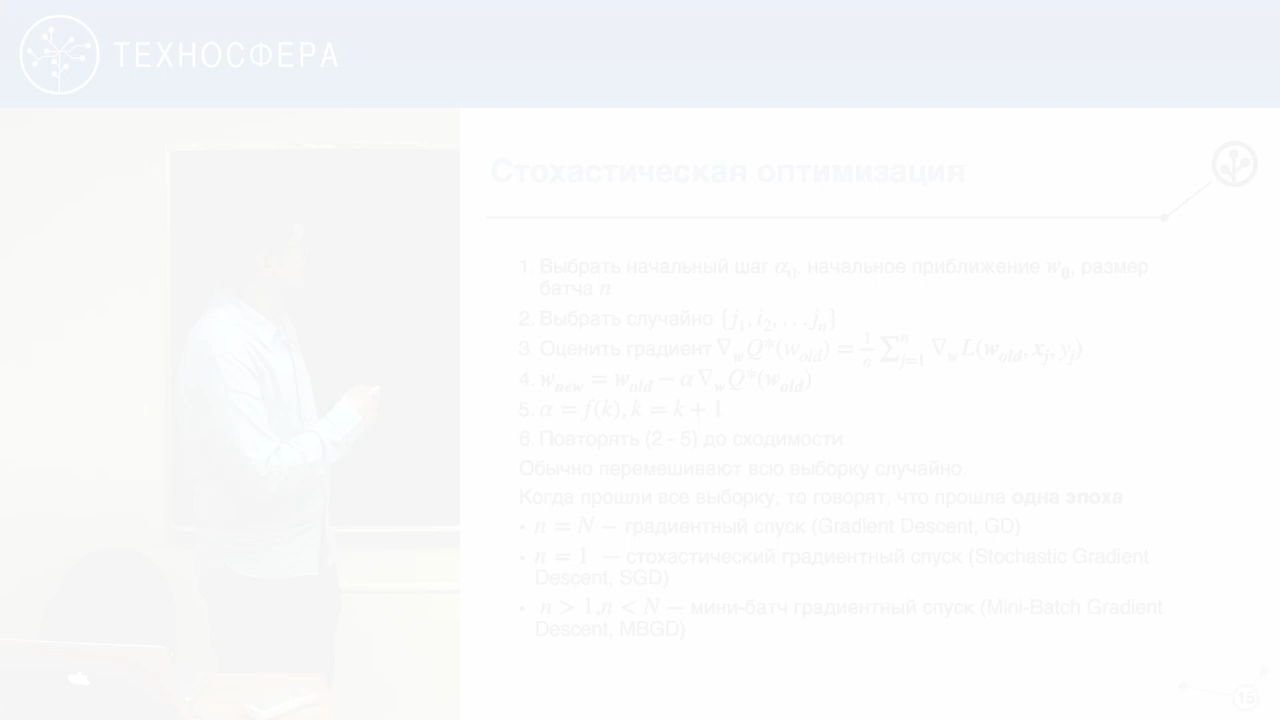 ТЕХНОСФЕРА
Стохастическая оптимизация
1. Выбрать начальный шаг α₀, начальное приближение w₀, размер
батча n
2. Выбрать случайно {j₁, i₂, . . . jₙ}
3. Оценить градиент ∇_w Q*(w_old) = 1/n ∑_{j=1}^{n} ∇_w L(w_old, x_j, y_j)
4. w_new = w_old − α ∇_w Q*(w_old)
5. α = f(k), k = k + 1
6. Повторять (2 - 5) до сходимости
Обычно перемешивают всю выборку случайно.
Когда прошли все выборку, то говорят, что прошла одна эпоха
• n = N — градиентный спуск (Gradient Descent, GD)
• n = 1 — стохастический градиентный спуск (Stochastic Gradient
Descent, SGD)
• n > 1,n < N — мини-батч градиентный спуск (Mini-Batch Gradient
Descent, MBGD)
15